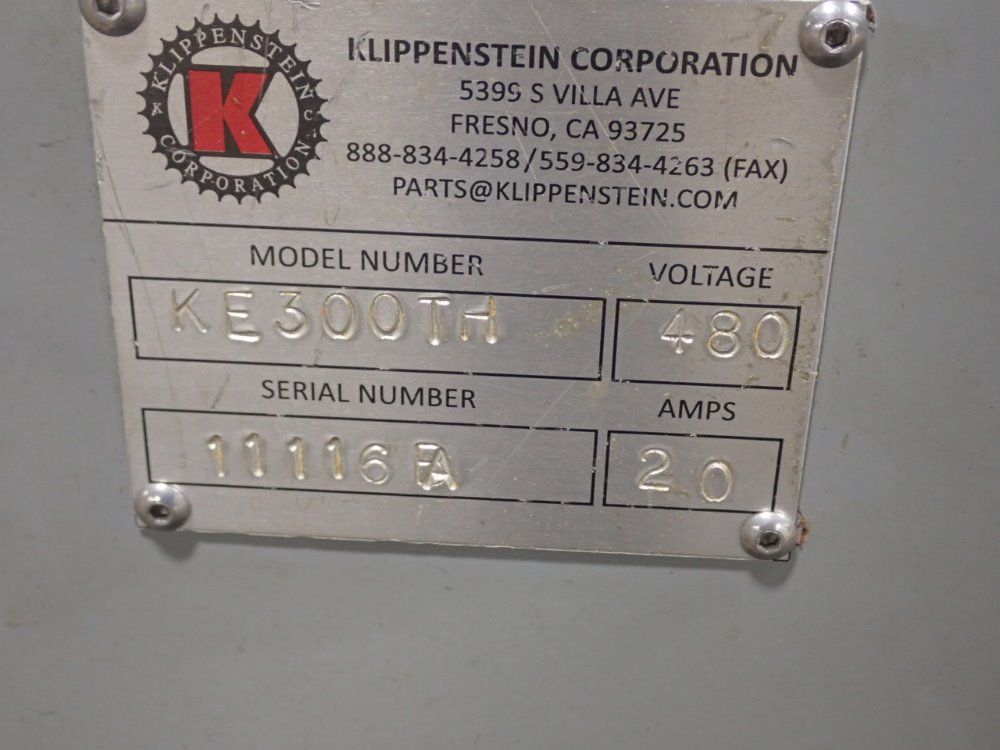 KLIPPENSTEIN
K
K C
CORPORATION
KLIPPENSTEIN CORPORATION
5399 S VILLA AVE
FRESNO, CA 93725
888-834-4258/559-834-4263 (FAX)
PARTS@KLIPPENSTEIN.COM
MODEL NUMBER
VOLTAGE
KE300TH
480
SERIAL NUMBER
AMPS
11116
20